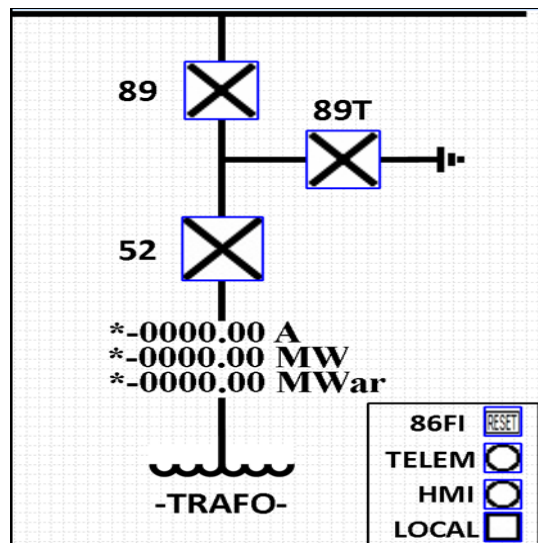 89
89T
52
*-0000.00 A
*-0000.00 MW
*-0000.00 MWar
-TRAFO-
86FI RESET
TELEM
HMI
LOCAL